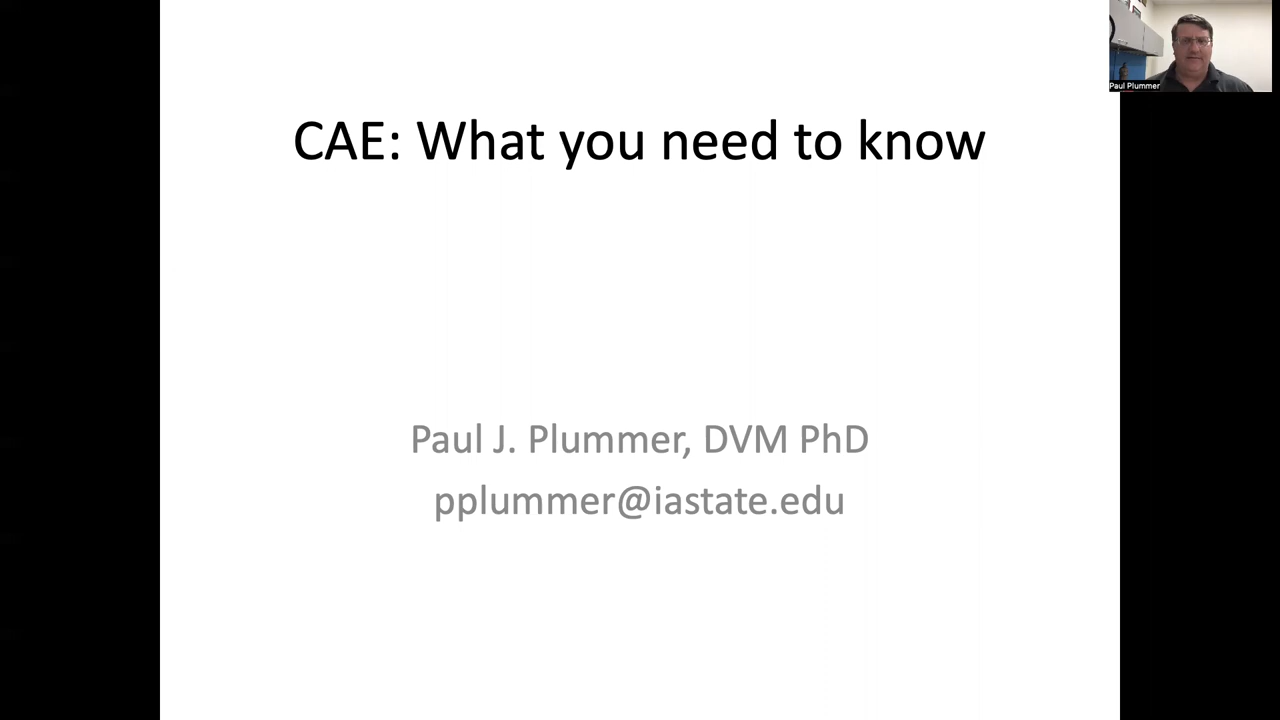 CAE: What you need to know
Paul J. Plummer, DVM PhD
pplummer@iastate.edu
Paul Plummer